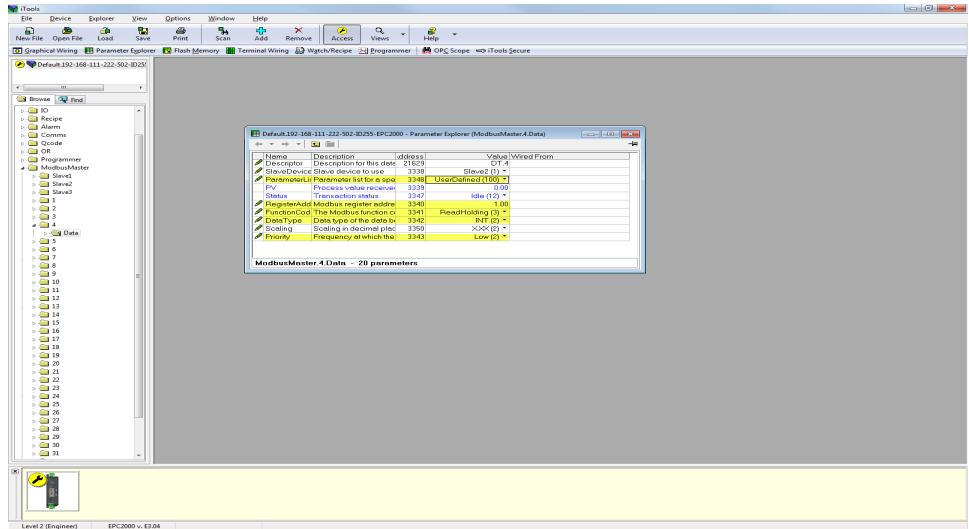 iTools
File Device Explorer View Options Window Help
New File Open File Load Save Print Scan Add Remove Access Views Help
Graphical Wiring Parameter Explorer Flash Memory Terminal Wiring Watch/Recipe Programmer OPC Scope iTools Secure
Default.192-168-111-222-502-ID25!
Browse Find
IO
Recipe
Alarm
Comms
Qcode
OR
Programmer
ModbusMaster
Slave1
Slave2
Slave3
1
2
3
4
Data
5
6
7
8
9
10
11
12
13
14
15
16
17
18
19
20
21
22
23
24
25
26
27
28
29
30
31
Default.192-168-111-222-502-ID255-EPC2000 - Parameter Explorer (ModbusMaster.4.Data)
Name Description Address Value Wired From
Descriptor Description for this date 21629 DT.4
SlaveDevice Slave device to use 3338 Slave2 (1)
ParameterLi Parameter list for a spe 3348 UserDefined (100)
PV Process value receive 3339 0.00
Status Transaction status 3347 Idle (12)
RegisterAdd Modbus register addre 3340 1.00
FunctionCod The Modbus function c 3341 ReadHolding (3)
DataType Data type of the data b 3342 INT (2)
Scaling Scaling in decimal plac 3350 X.XX (2)
Priority Frequency at which the 3343 Low (2)
ModbusMaster.4.Data - 20 parameters
Level 2 (Engineer) EPC2000 v. E3.04